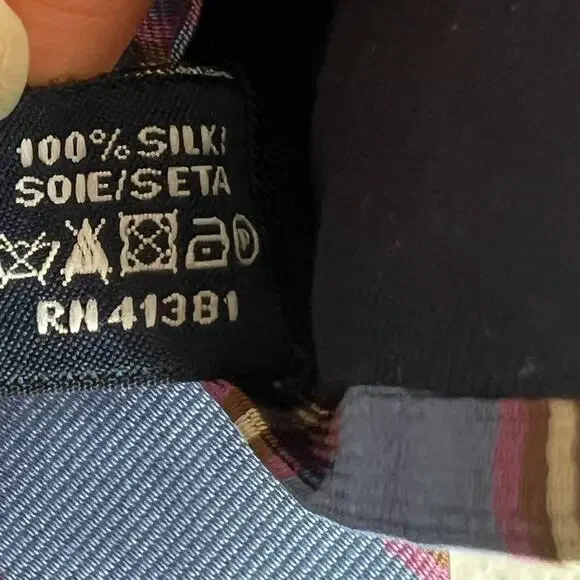 100% SILK/
SOIE/SETA
P
RN 41381